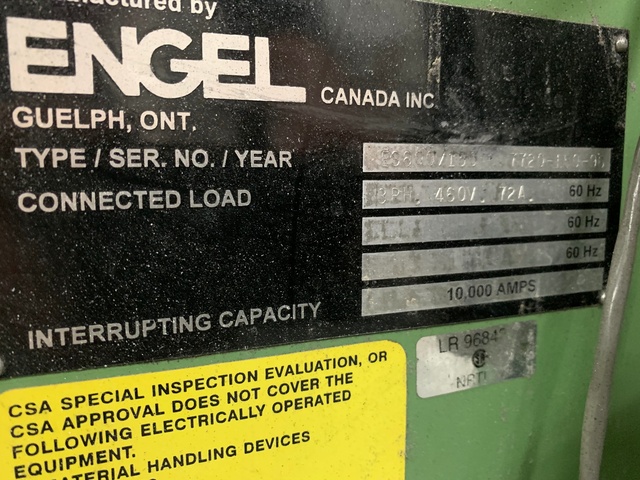 Manufactured by
ENGEL
CANADA INC.
GUELPH, ONT.
TYPE / SER. NO. / YEAR
CONNECTED LOAD 460V. 72A. 60 Hz
60 Hz
60 Hz
10,000 AMPS
INTERRUPTING CAPACITY
LR
CSA SPECIAL INSPECTION EVALUATION, OR
CSA APPROVAL DOES NOT COVER THE
FOLLOWING ELECTRICALLY OPERATED
EQUIPMENT.
MATERIAL HANDLING DEVICES